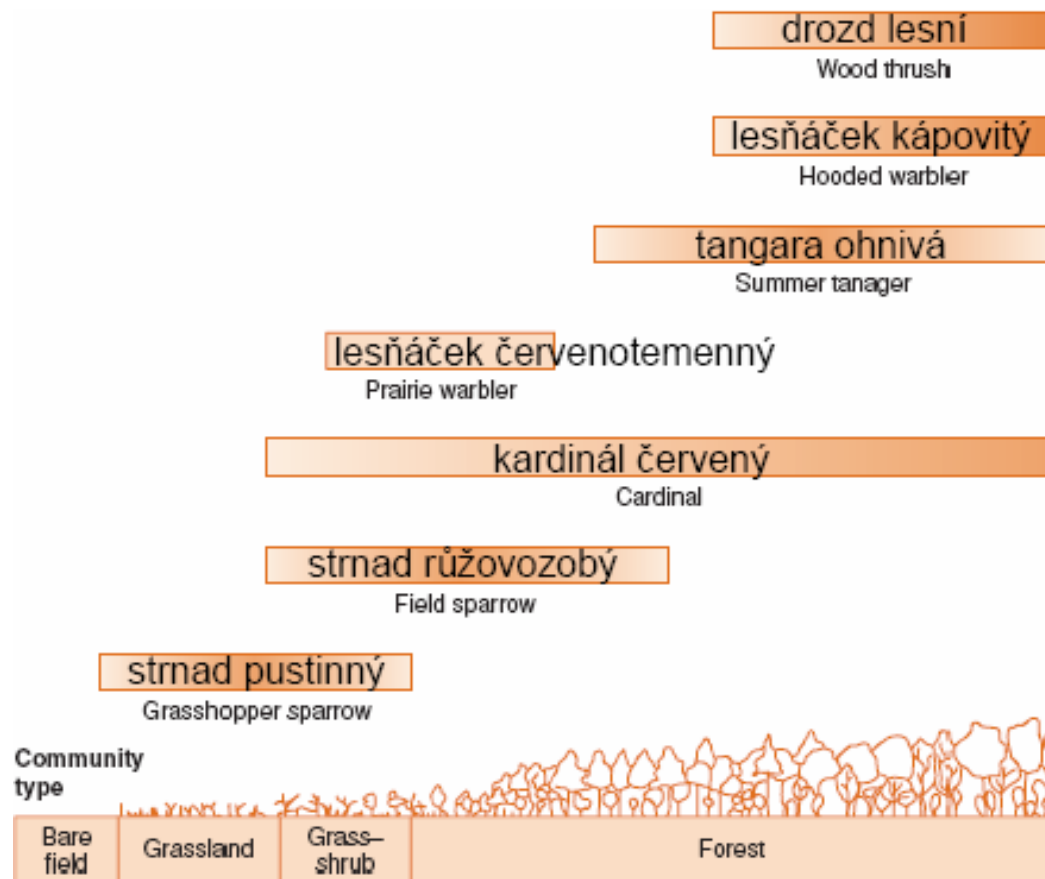 drozd lesní
Wood thrush
lesňáček kápovitý
Hooded warbler
tangara ohnivá
Summer tanager
lesňáček červenotemenný
Prairie warbler
kardinál červený
Cardinal
strnad růžovozobý
Field sparrow
strnad pustinný
Grasshopper sparrow
Community
type
Bare
field
Grassland
Grass–
shrub
Forest